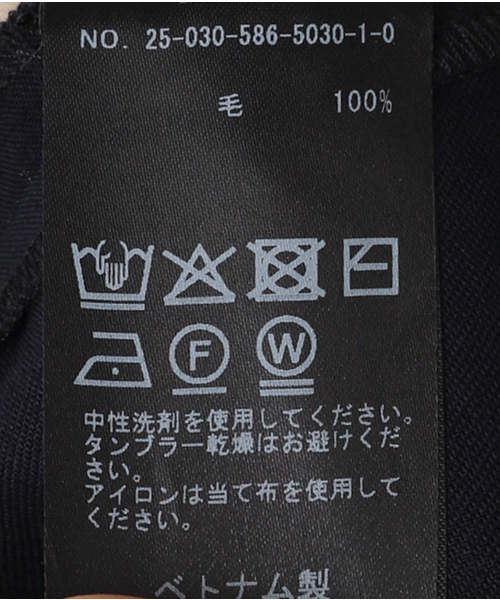 NO. 25-030-586-5030-1-0
毛 100%
F W
中性洗剤を使用してください。
タンブラー乾燥はお避けくだ
さい。
アイロンは当て布を使用して
ください。
ベトナム製